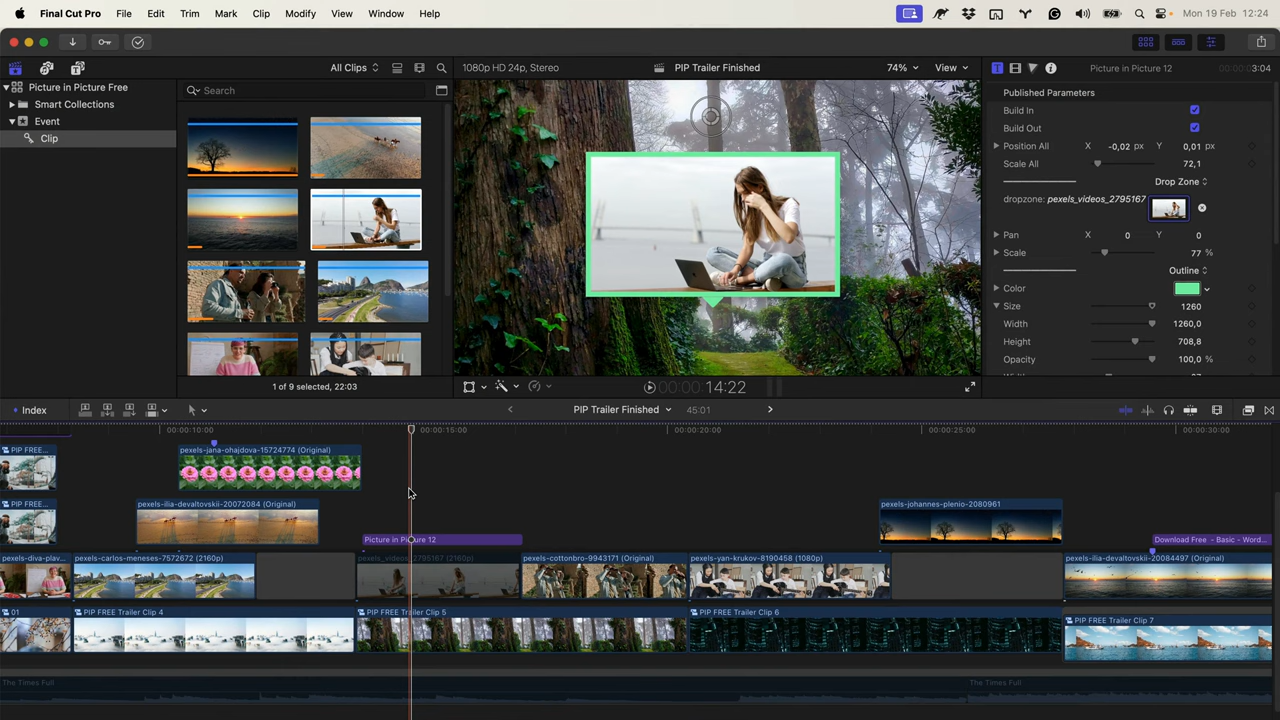 Final Cut Pro File Edit Trim Mark Clip Modify View Window Help Mon 19 Feb 12:24
All Clips 1080p HD 24p, Stereo PIP Trailer Finished 74% View Picture in Picture 12 3:04
Picture in Picture Free Search Published Parameters
Smart Collections Build In
Event Build Out
Clip Position All X -0,02 px Y 0,01 px
Scale All 72,1
Drop Zone
dropzone: pexels_videos_2795167
Pan X 0 Y 0
Scale 77 %
Outline
Color
Size 1260
Width 1260,0
Height 708,8
Opacity 100,0 %
1 of 9 selected, 22:03 00:00:14:22
Index PIP Trailer Finished 45:01
00:00:10:00 00:00:15:00 00:00:20:00 00:00:25:00 00:00:30:00
PIP FREE... pexels-jana-ohajdova-15724774 (Original)
PIP FREE... pexels-ilia-devaltovskii-20072084 (Original) pexels-johannes-plenio-2080961
Picture in Picture 12 Download Free - Basic - Word...
pexels-diva-plav... pexels-carlos-meneses-7572672 (2160p) pexels_videos_2795167 (1080p) pexels-cottonbro-9943171 (Original) pexels-yan-krukov-8190458 (1080p) pexels-ilia-devaltovskii-20084497 (Original)
01 PIP FREE Trailer Clip 4 PIP FREE Trailer Clip 5 PIP FREE Trailer Clip 6 PIP FREE Trailer Clip 7
The Times Full The Times Full